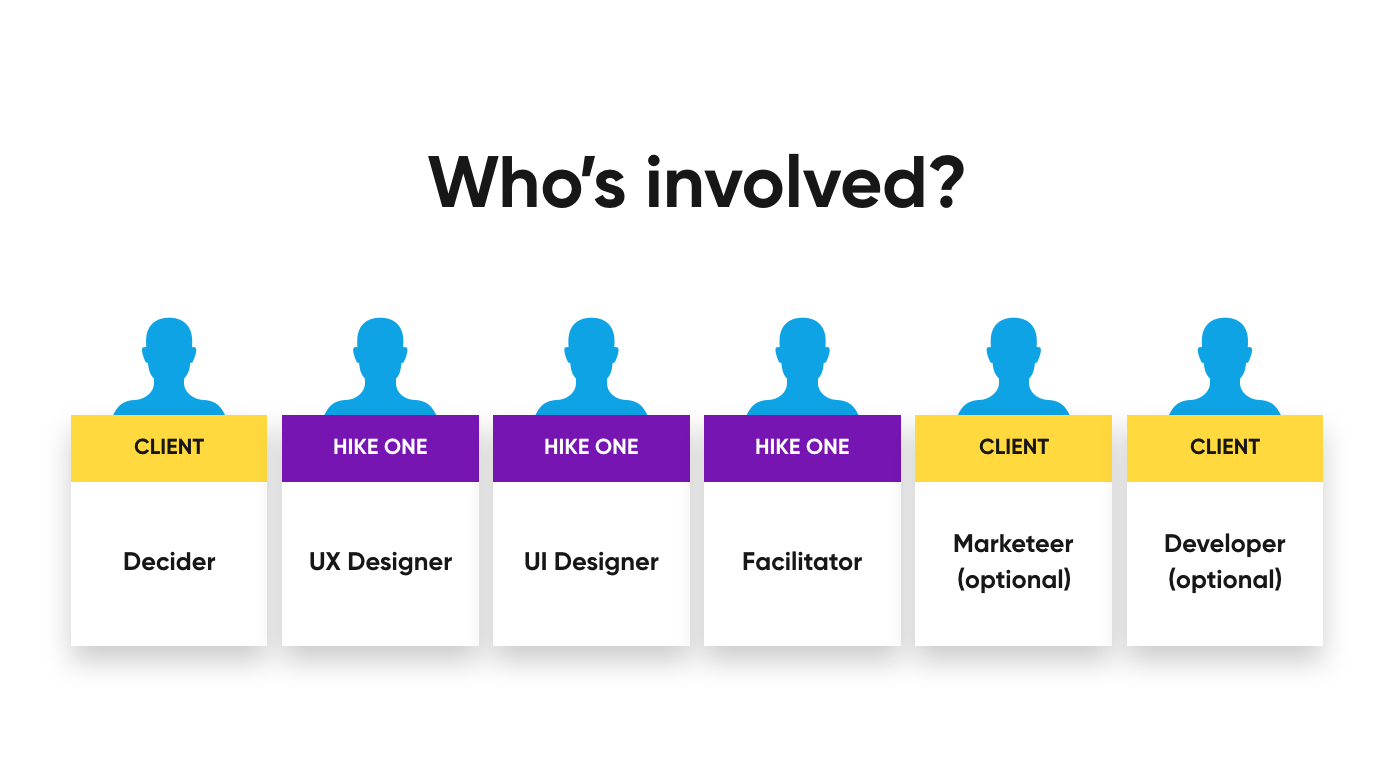 Who's involved?
CLIENT
Decider
HIKE ONE
UX Designer
HIKE ONE
UI Designer
HIKE ONE
Facilitator
CLIENT
Marketeer
(optional)
CLIENT
Developer
(optional)